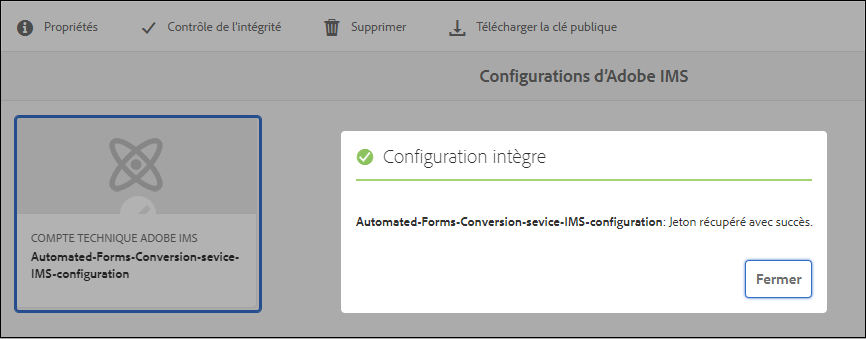 Propriétés Contrôle de l'intégrité Supprimer Télécharger la clé publique
Configurations d'Adobe IMS
Configuration intègre
Automated-Forms-Conversion-sevice-IMS-configuration: Jeton récupéré avec succès.
Fermer
COMPTE TECHNIQUE ADOBE IMS
Automated-Forms-Conversion-sevice-
IMS-configuration